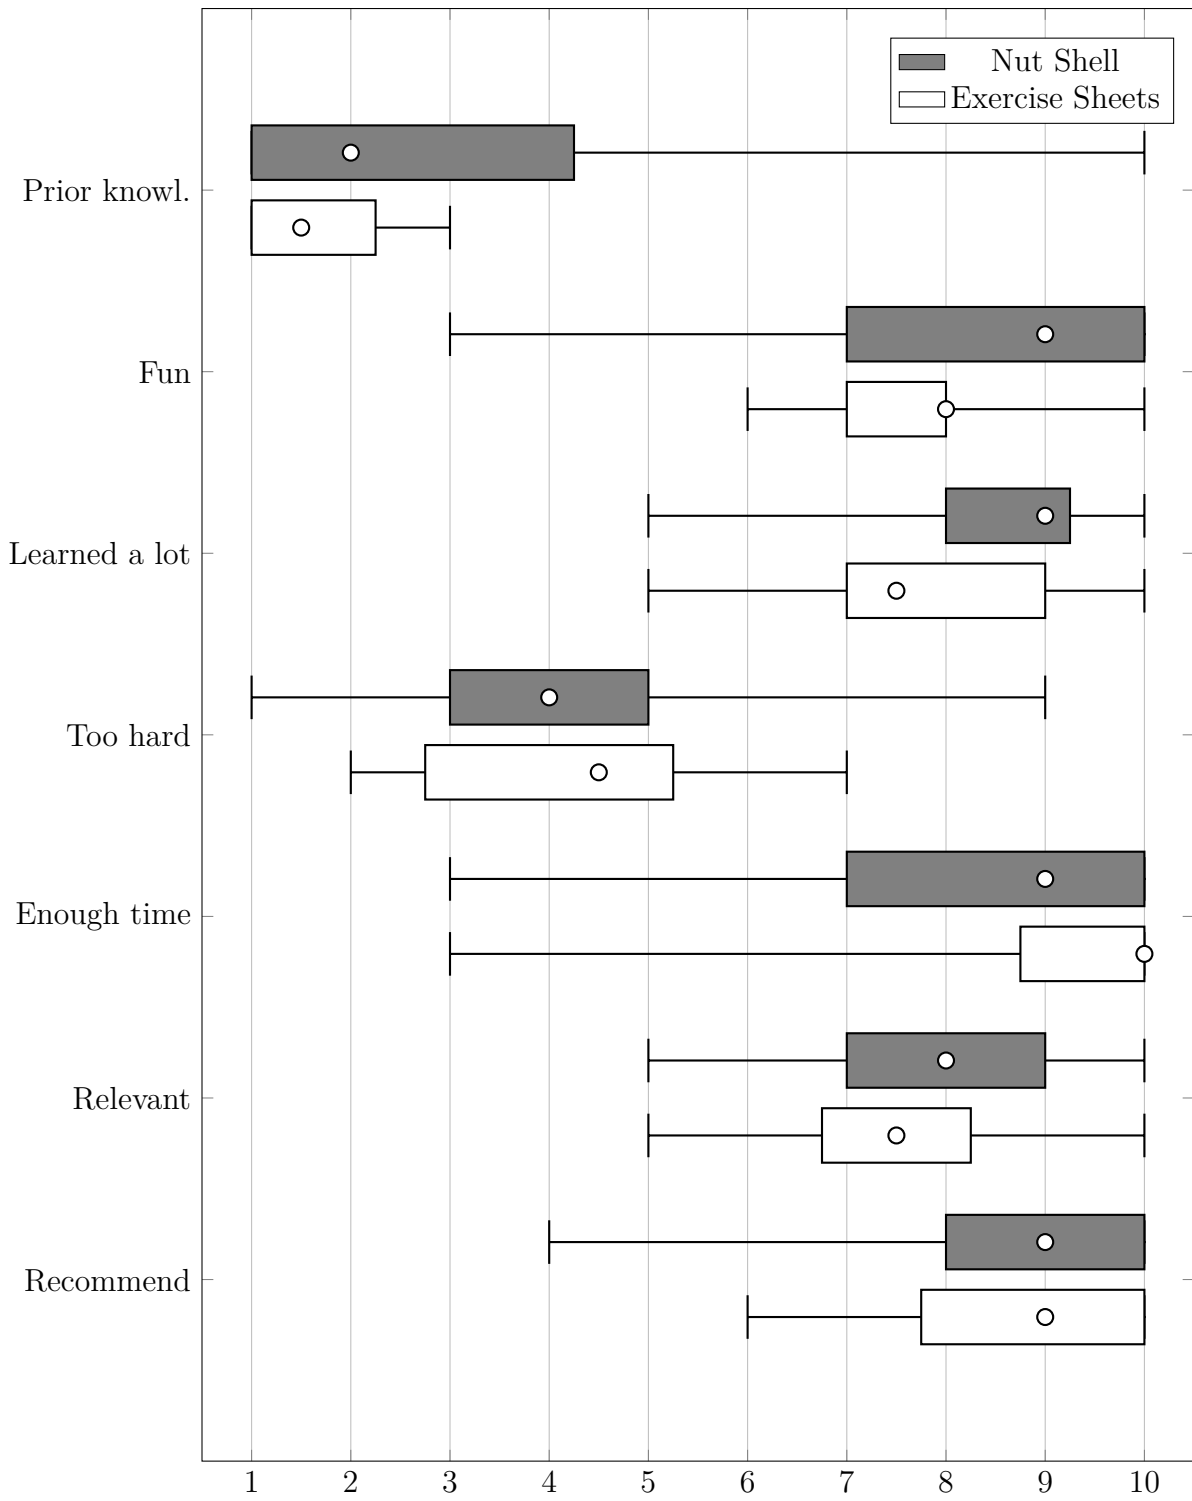 Nut Shell
Exercise Sheets
Prior knowl.
Fun
Learned a lot
Too hard
Enough time
Relevant
Recommend
1 2 3 4 5 6 7 8 9 10